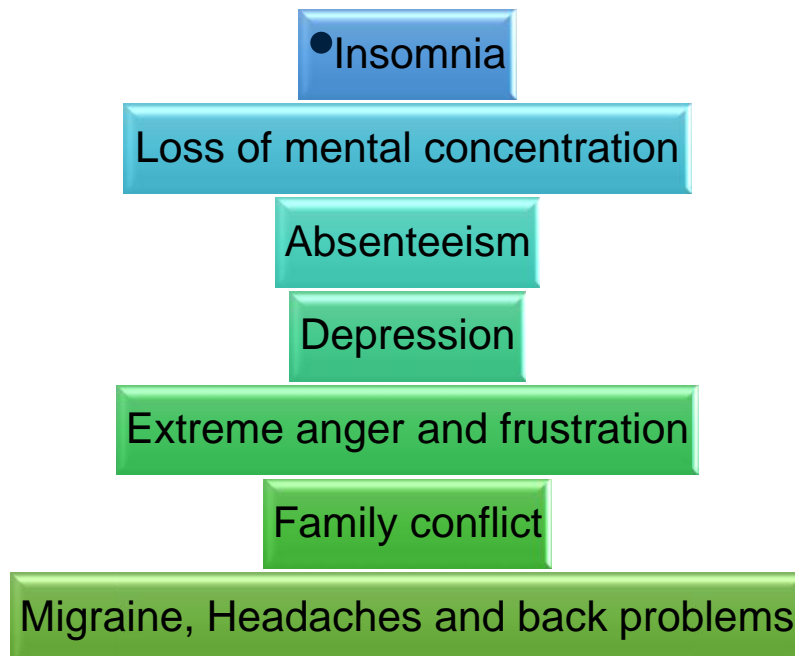 •Insomnia
Loss of mental concentration
Absenteeism
Depression
Extreme anger and frustration
Family conflict
Migraine, Headaches and back problems